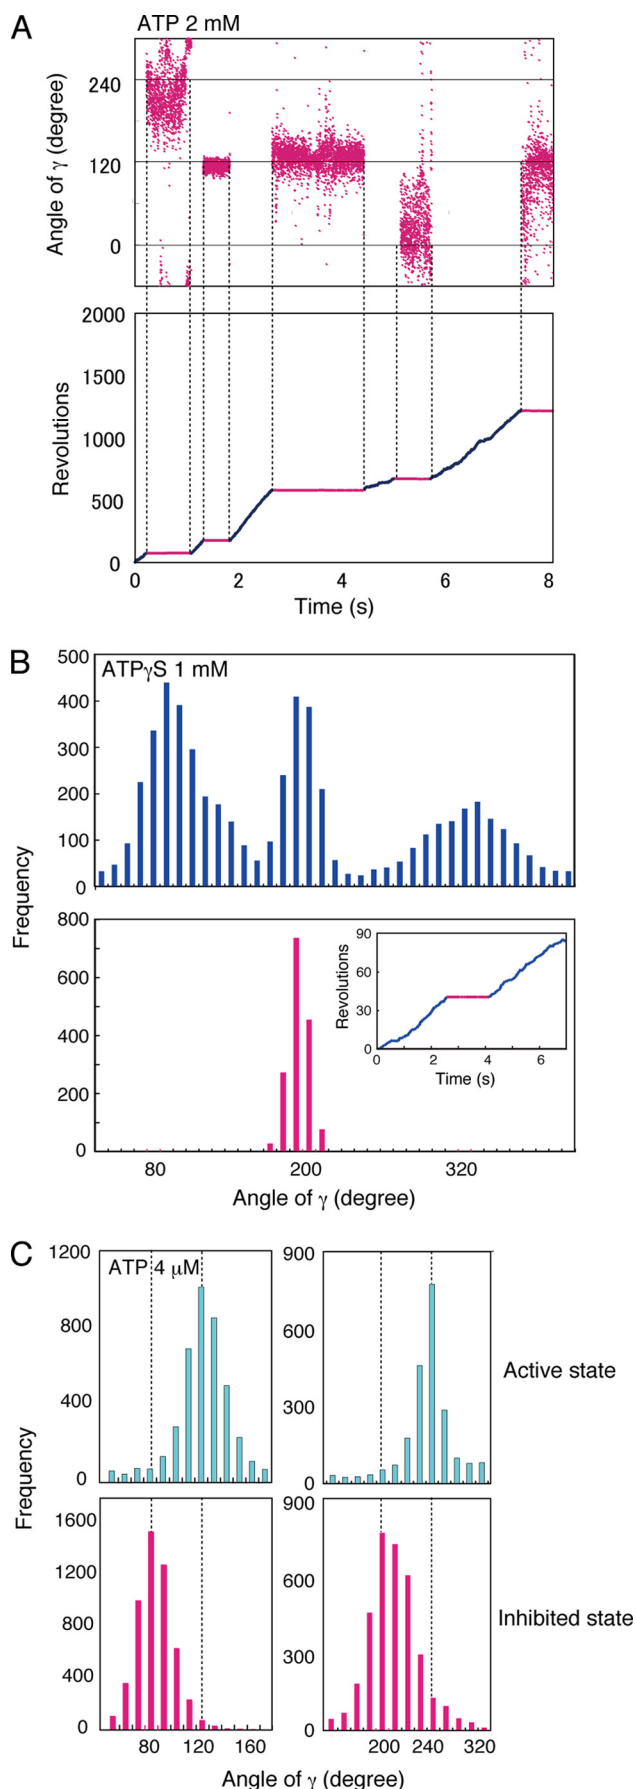 A
ATP 2 mM
Angle of γ (degree)
240
120
0
Revolutions
2000
1500
1000
500
0
0 2 4 6 8
Time (s)
B
ATPγS 1 mM
Frequency
500
400
300
200
100
0
800
600
400
200
0
Revolutions
90
60
30
0
0 2 4 6
Time (s)
80 200 320
Angle of γ (degree)
C
ATP 4 μM
Frequency
1200
800
400
0
900
600
300
0
Active state
1600
1200
800
400
0
900
600
300
0
Inhibited state
80 120 160
200 240 320
Angle of γ (degree)